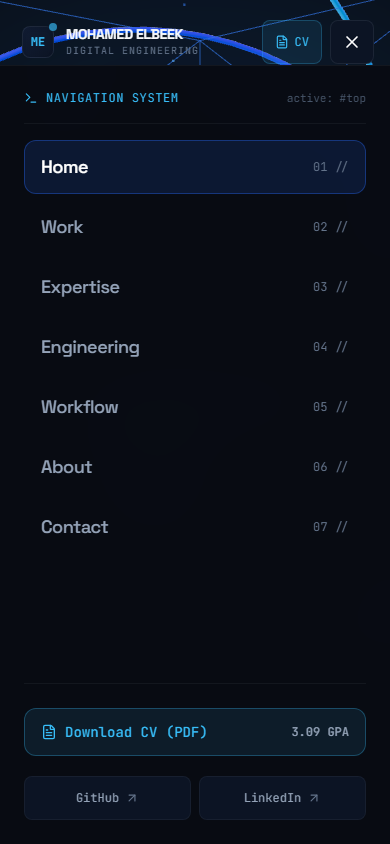 ME
MOHAMED ELBEEK
DIGITAL ENGINEERING
CV
NAVIGATION SYSTEM
active: #top
Home 01 //
Work 02 //
Expertise 03 //
Engineering 04 //
Workflow 05 //
About 06 //
Contact 07 //
Download CV (PDF) 3.09 GPA
GitHub
LinkedIn